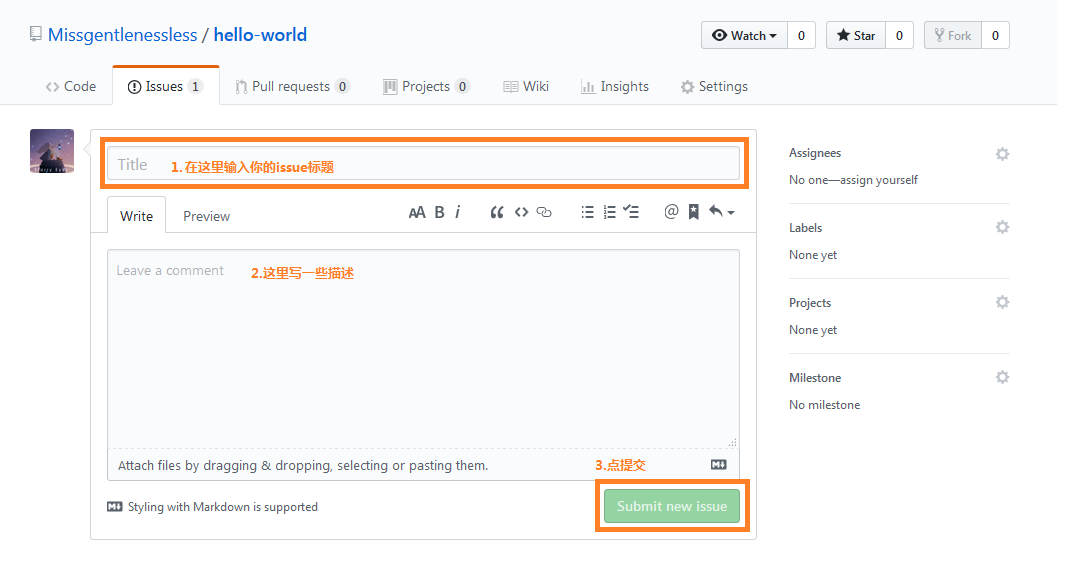 Missgentlenessless / hello-world
Watch 0 Star 0 Fork 0
Code Issues 1 Pull requests 0 Projects 0 Wiki Insights Settings
Title 1. 在这里输入你的issue标题
Write Preview AA B i
Leave a comment 2.这里写一些描述
Attach files by dragging & dropping, selecting or pasting them. 3.点提交
Styling with Markdown is supported Submit new issue
Assignees
No one—assign yourself
Labels
None yet
Projects
None yet
Milestone
No milestone